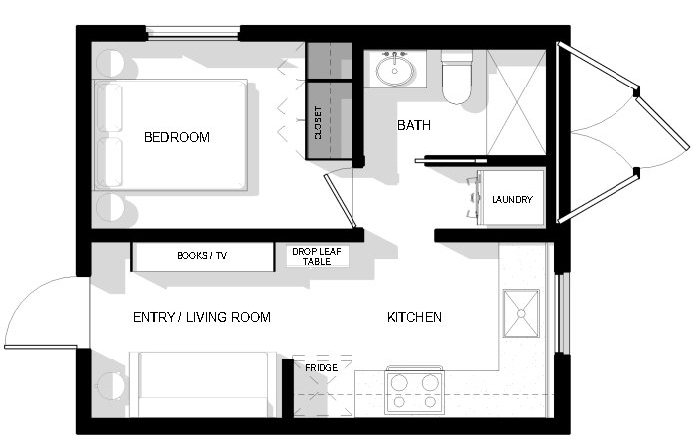 CLOSET
BEDROOM
BATH
LAUNDRY
BOOKS / TV
DROP LEAF
TABLE
ENTRY / LIVING ROOM
KITCHEN
FRIDGE